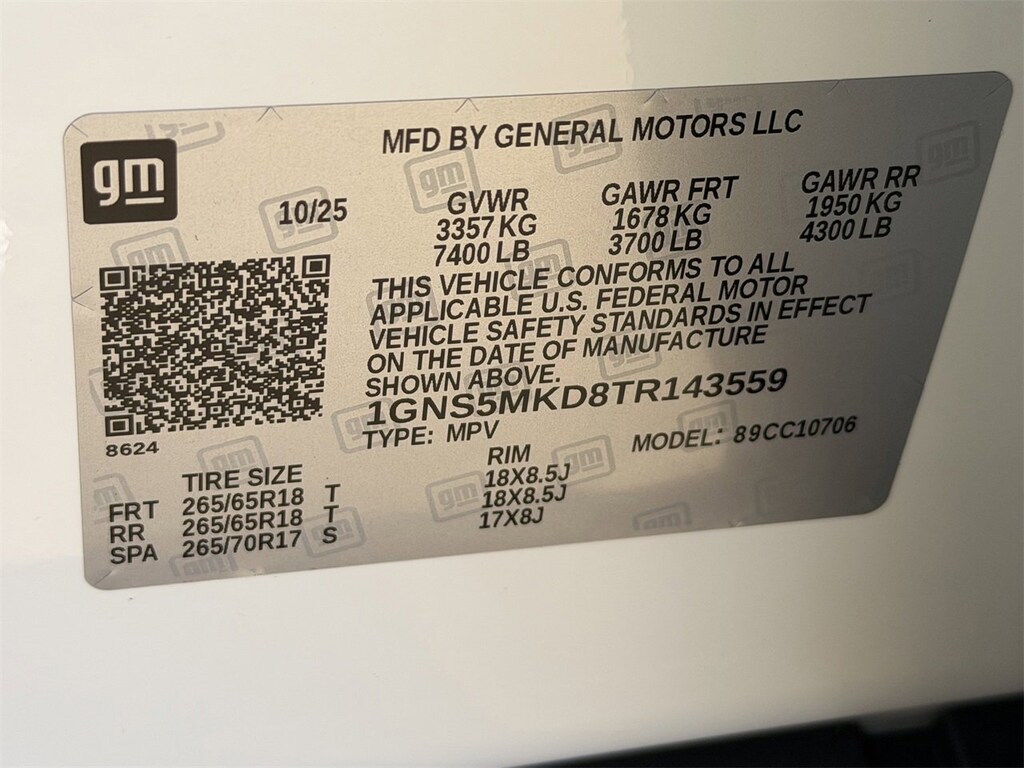 gm
MFD BY GENERAL MOTORS LLC
10/25
GVWR
3357 KG
7400 LB
GAWR FRT
1678 KG
3700 LB
GAWR RR
1950 KG
4300 LB
THIS VEHICLE CONFORMS TO ALL
APPLICABLE U.S. FEDERAL MOTOR
VEHICLE SAFETY STANDARDS IN EFFECT
ON THE DATE OF MANUFACTURE
SHOWN ABOVE.
1GNS5MKD8TR143559
TYPE: MPV
MODEL: 89CC10706
8624
TIRE SIZE RIM
FRT 265/65R18 T 18X8.5J
RR 265/65R18 T 18X8.5J
SPA 265/70R17 S 17X8J